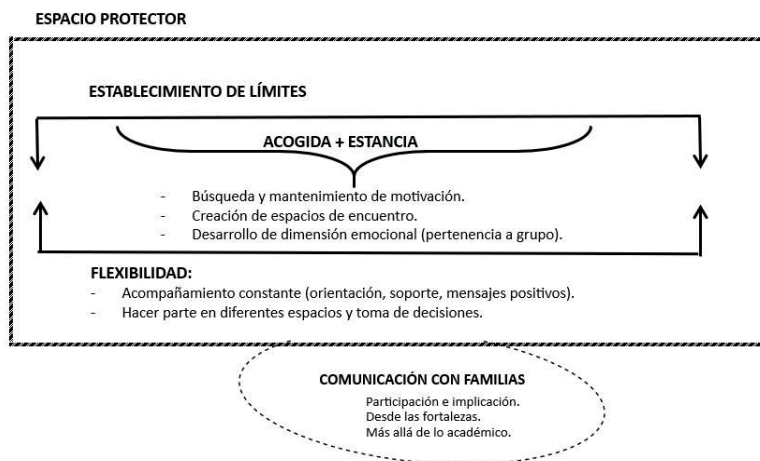 ESPACIO PROTECTOR
ESTABLECIMIENTO DE LÍMITES
ACOGIDA + ESTANCIA
- Búsqueda y mantenimiento de motivación.
- Creación de espacios de encuentro.
- Desarrollo de dimensión emocional (pertenencia a grupo).
FLEXIBILIDAD:
- Acompañamiento constante (orientación, soporte, mensajes positivos).
- Hacer parte en diferentes espacios y toma de decisiones.
COMUNICACIÓN CON FAMILIAS
Participación e implicación.
Desde las fortalezas.
Más allá de lo académico.